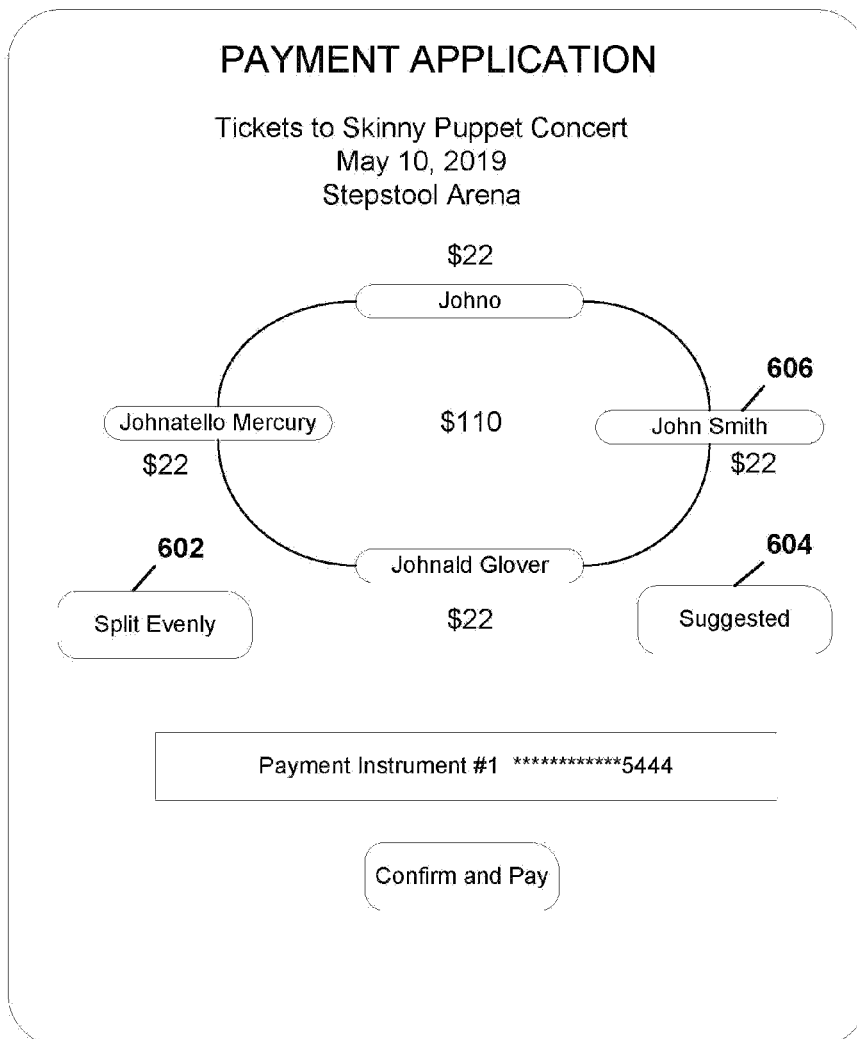 PAYMENT APPLICATION
Tickets to Skinny Puppet Concert
May 10, 2019
Stepstool Arena
$22
Johno
606
Johnatello Mercury
$110
John Smith
$22
$22
602
604
Johnald Glover
Split Evenly
$22
Suggested
Payment Instrument #1 ************5444
Confirm and Pay